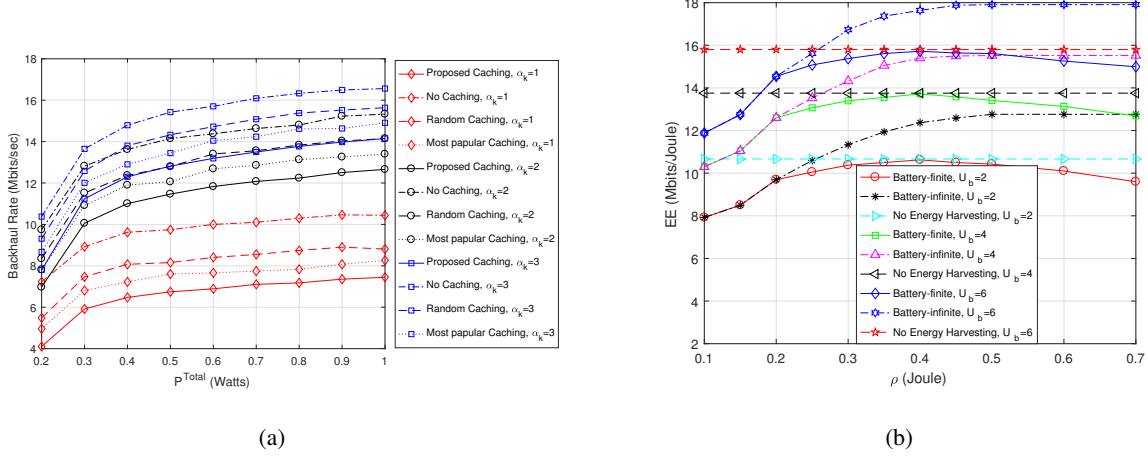 Backhaul Rate (Mbits/sec)
18
16
14
12
10
8
6
4
0.2 0.3 0.4 0.5 0.6 0.7 0.8 0.9 1
P^Total (Watts)
Proposed Caching, α_k=1
No Caching, α_k=1
Random Caching, α_k=1
Most papular Caching, α_k=1
Proposed Caching, α_k=2
No Caching, α_k=2
Random Caching, α_k=2
Most papular Caching, α_k=2
Proposed Caching, α_k=3
No Caching, α_k=3
Random Caching, α_k=3
Most papular Caching, α_k=3
(a)
EE (Mbits/Joule)
18
16
14
12
10
8
6
4
2
0.1 0.2 0.3 0.4 0.5 0.6 0.7
ρ (Joule)
Battery-finite, U_b=2
Battery-infinite, U_b=2
No Energy Harvesting, U_b=2
Battery-finite, U_b=4
Battery-infinite, U_b=4
No Energy Harvesting, U_b=4
Battery-finite, U_b=6
Battery-infinite, U_b=6
No Energy Harvesting, U_b=6
(b)